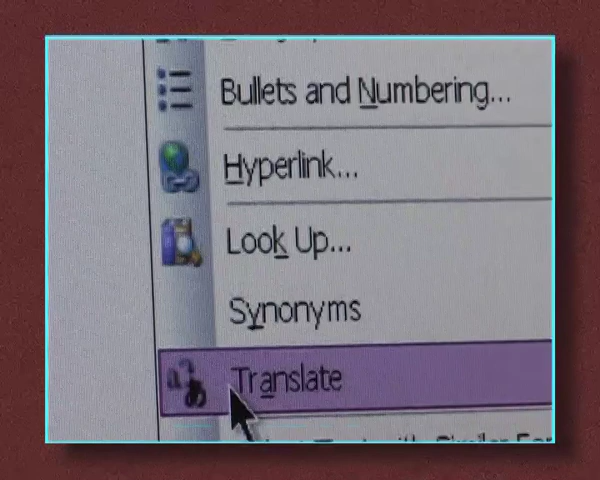 Bullets and Numbering...
Hyperlink...
Look Up...
Synonyms
Translate